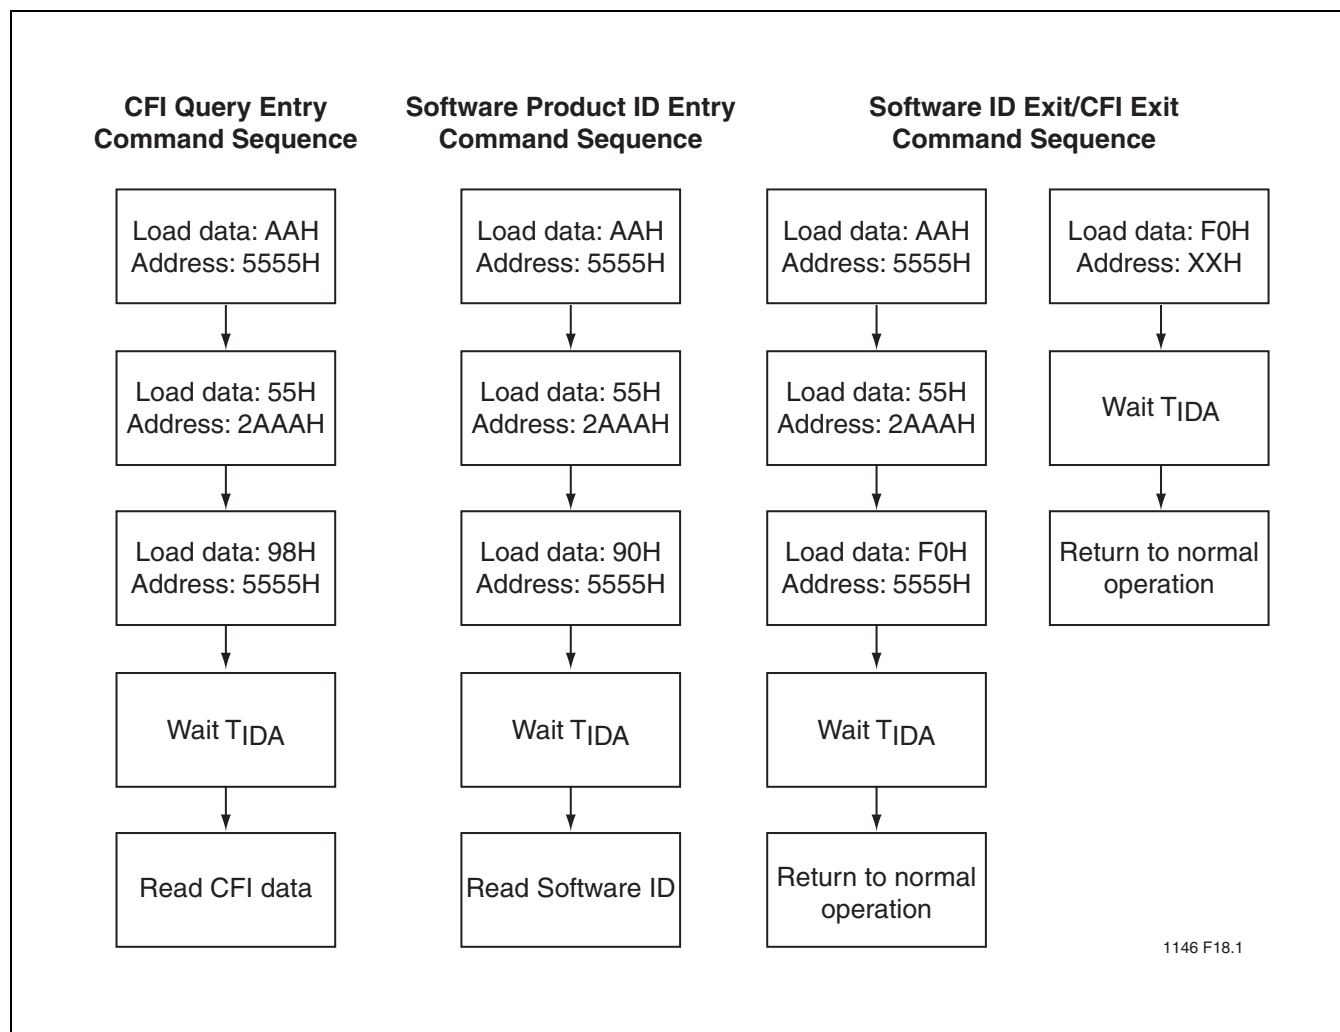 CFI Query Entry
Command Sequence
Load data: AAH
Address: 5555H
Load data: 55H
Address: 2AAAH
Load data: 98H
Address: 5555H
Wait TIDA
Read CFI data
Software Product ID Entry
Command Sequence
Load data: AAH
Address: 5555H
Load data: 55H
Address: 2AAAH
Load data: 90H
Address: 5555H
Wait TIDA
Read Software ID
Software ID Exit/CFI Exit
Command Sequence
Load data: AAH
Address: 5555H
Load data: 55H
Address: 2AAAH
Load data: F0H
Address: 5555H
Wait TIDA
Return to normal
operation
Load data: F0H
Address: XXH
Wait TIDA
Return to normal
operation
1146 F18.1